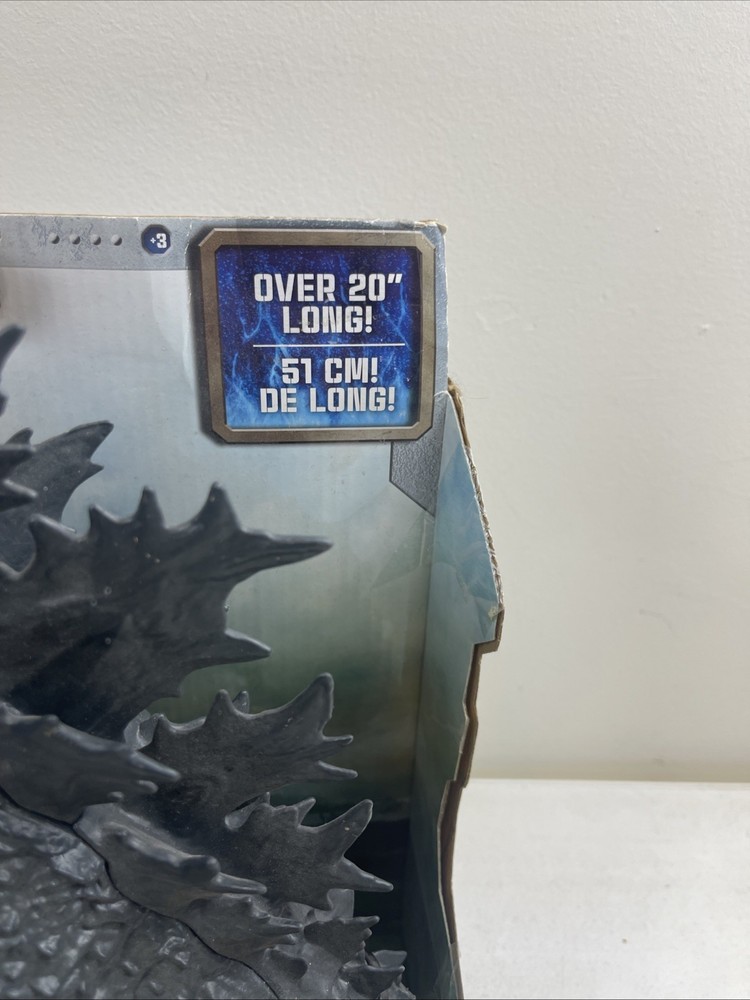 +3
OVER 20"
LONG!
51 CM!
DE LONG!